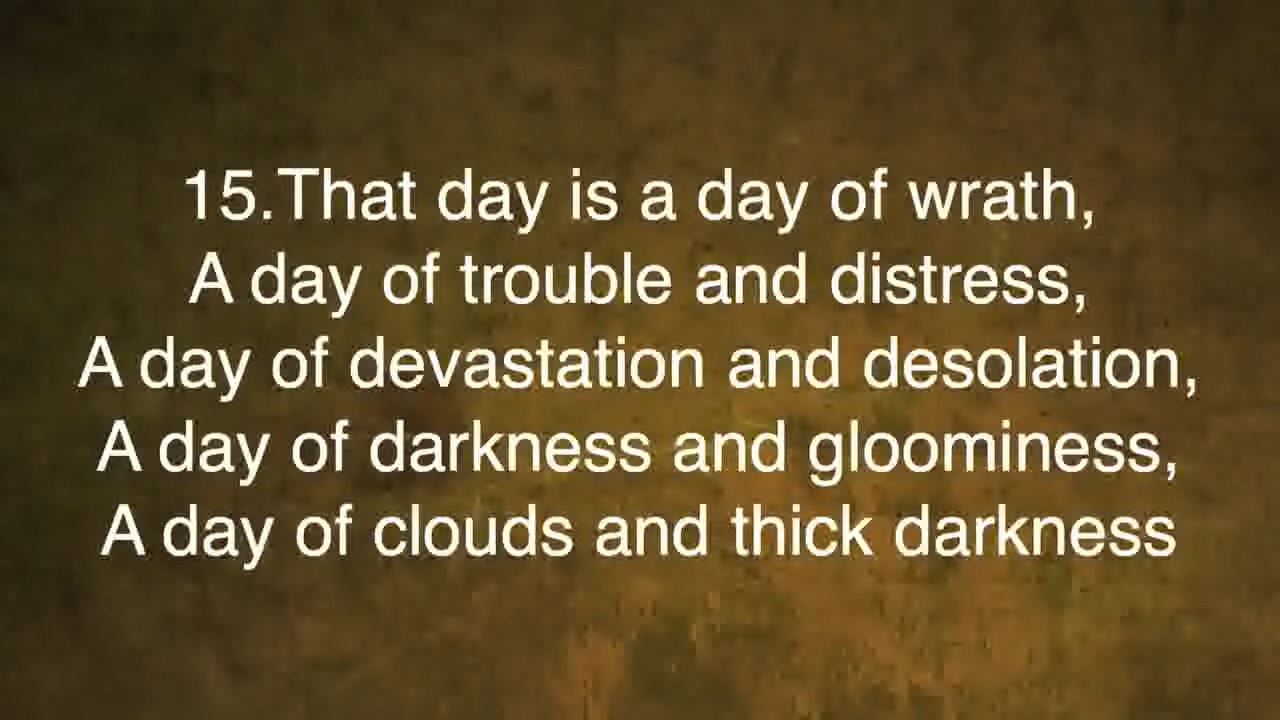 15.That day is a day of wrath,
A day of trouble and distress,
A day of devastation and desolation,
A day of darkness and gloominess,
A day of clouds and thick darkness